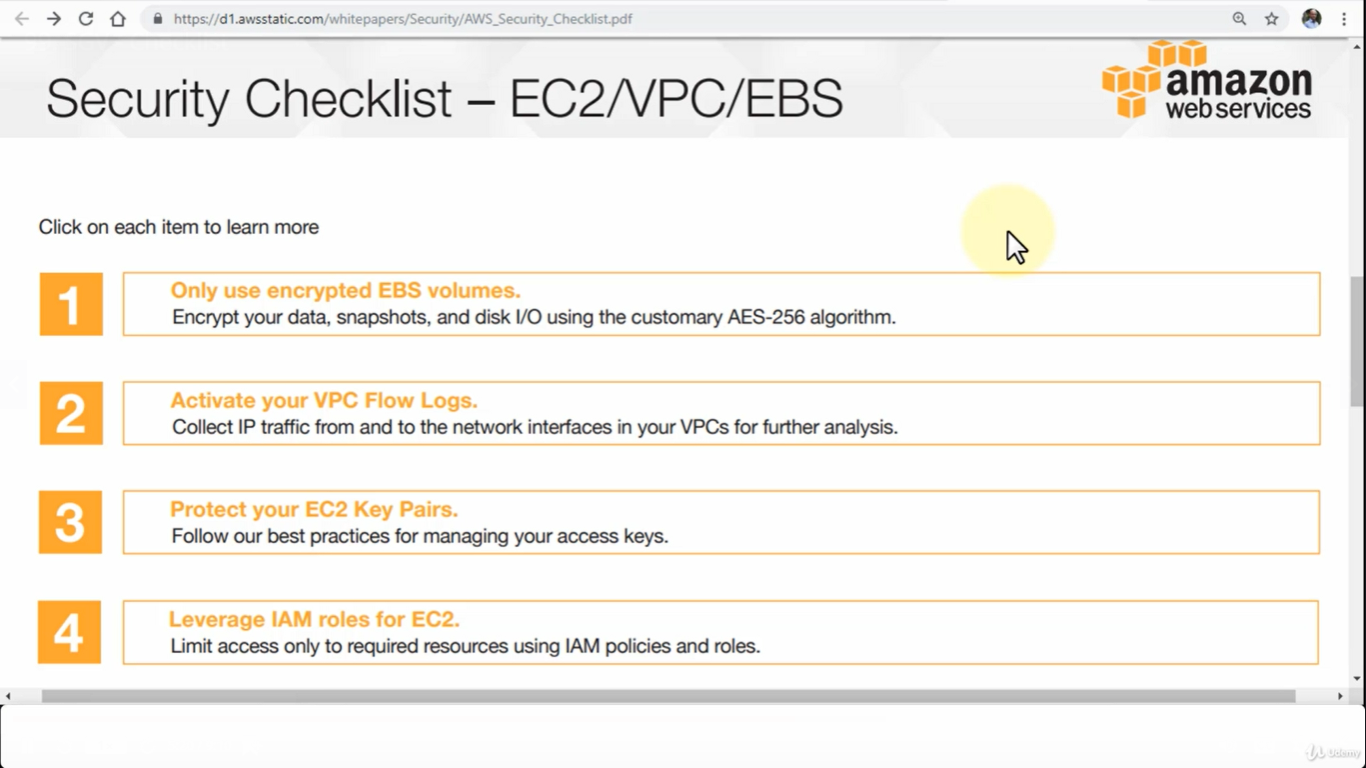 https://d1.awsstatic.com/whitepapers/Security/AWS_Security_Checklist.pdf
Security Checklist – EC2/VPC/EBS
amazon
web services
Click on each item to learn more
1
Only use encrypted EBS volumes.
Encrypt your data, snapshots, and disk I/O using the customary AES-256 algorithm.
2
Activate your VPC Flow Logs.
Collect IP traffic from and to the network interfaces in your VPCs for further analysis.
3
Protect your EC2 Key Pairs.
Follow our best practices for managing your access keys.
4
Leverage IAM roles for EC2.
Limit access only to required resources using IAM policies and roles.
Udemy